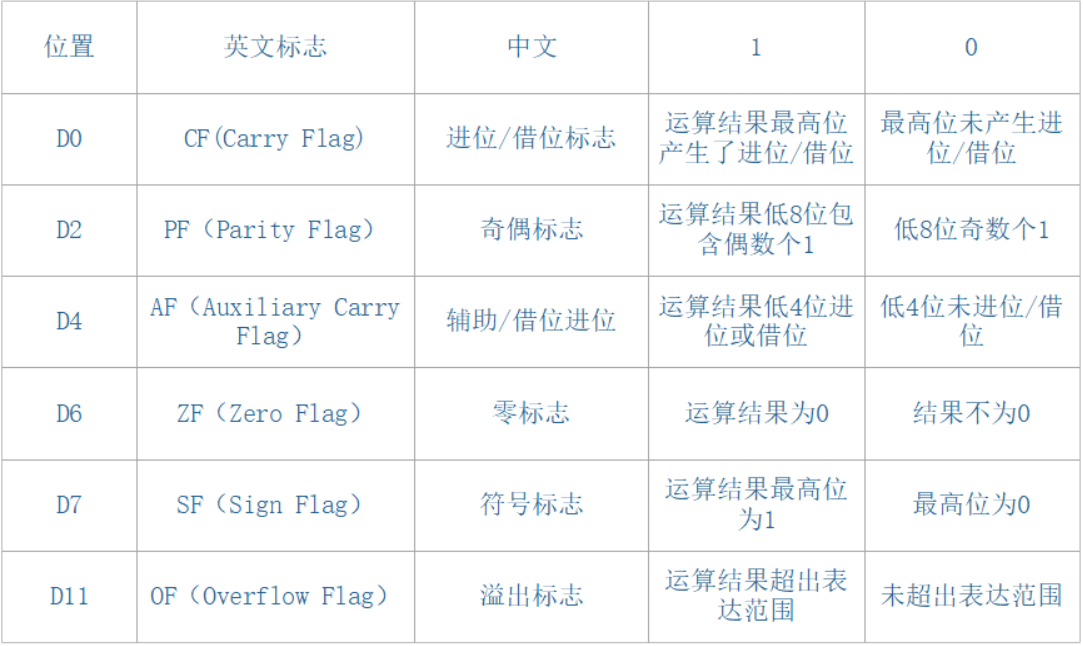 位置 英文标志 中文 1 0
D0 CF(Carry Flag) 进位/借位标志 运算结果最高位产生了进位/借位 最高位未产生进位/借位
D2 PF（Parity Flag） 奇偶标志 运算结果低8位包含偶数个1 低8位奇数个1
D4 AF（Auxiliary Carry Flag） 辅助/借位进位 运算结果低4位进位或借位 低4位未进位/借位
D6 ZF（Zero Flag） 零标志 运算结果为0 结果不为0
D7 SF（Sign Flag） 符号标志 运算结果最高位为1 最高位为0
D11 OF（Overflow Flag） 溢出标志 运算结果超出表达范围 未超出表达范围